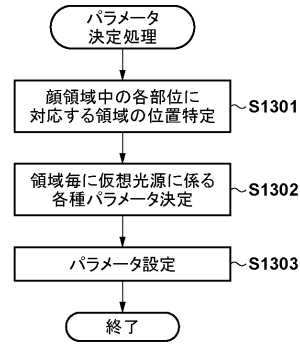 パラメータ
決定処理
顔領域中の各部位に
対応する領域の位置特定
S1301
領域毎に仮想光源に係る
各種パラメータ決定
S1302
パラメータ設定
S1303
終了